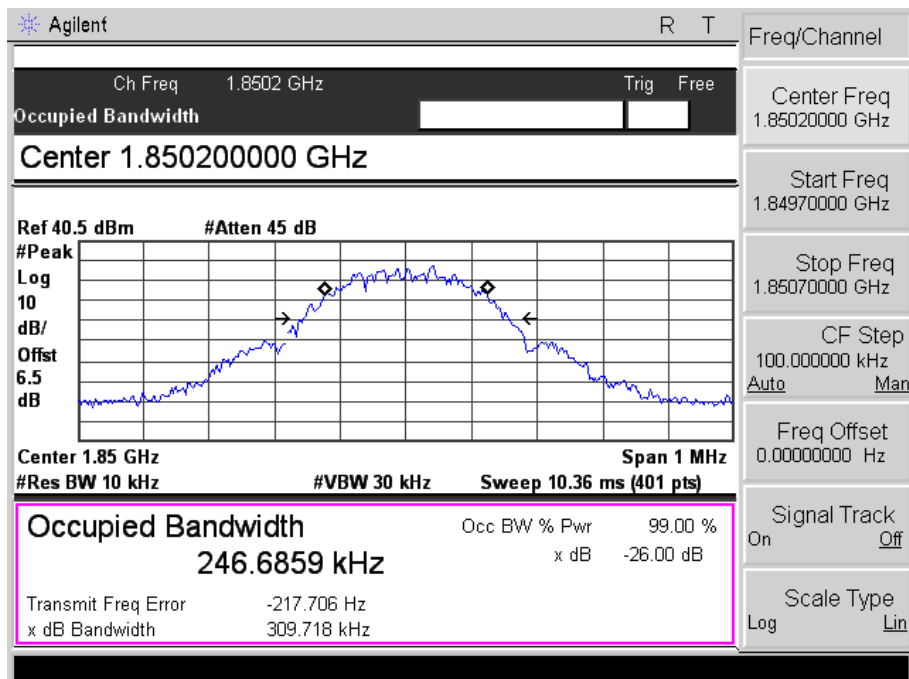 Agilent R T
Ch Freq 1.8502 GHz Trig Free
Occupied Bandwidth
Center 1.850200000 GHz
Ref 40.5 dBm #Atten 45 dB
#Peak
Log
10
dB/
Offst
6.5
dB
Center 1.85 GHz Span 1 MHz
#Res BW 10 kHz #VBW 30 kHz Sweep 10.36 ms (401 pts)
Occupied Bandwidth Occ BW % Pwr 99.00 %
246.6859 kHz x dB -26.00 dB
Transmit Freq Error -217.706 Hz
x dB Bandwidth 309.718 kHz
Freq/Channel
Center Freq
1.85020000 GHz
Start Freq
1.84970000 GHz
Stop Freq
1.85070000 GHz
CF Step
100.000000 kHz
Auto Man
Freq Offset
0.00000000 Hz
Signal Track
On Off
Scale Type
Log Lin